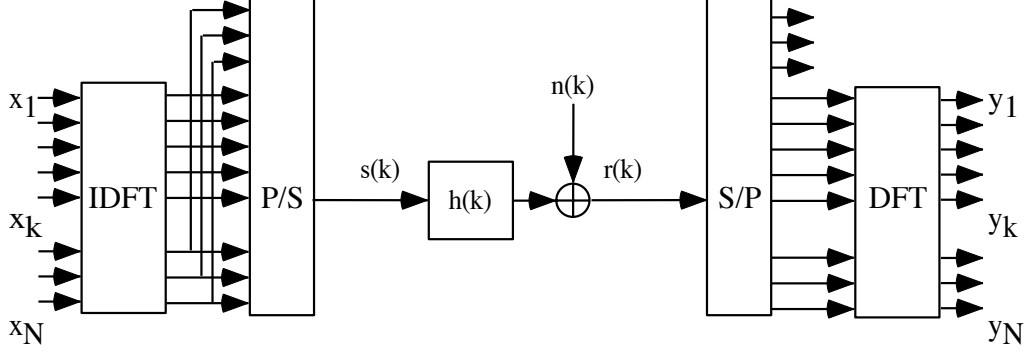 x1
xk
xN
IDFT
P/S
s(k)
h(k)
n(k)
r(k)
S/P
DFT
y1
yk
yN